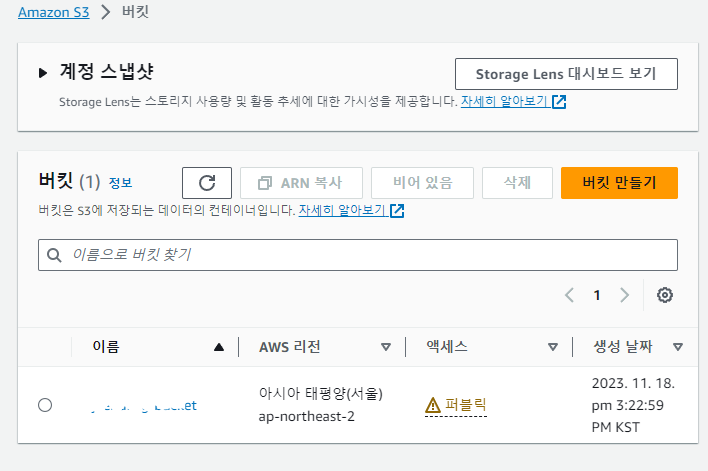 Amazon S3 > 버킷
계정 스냅샷
Storage Lens 대시보드 보기
Storage Lens는 스토리지 사용량 및 활동 추세에 대한 가시성을 제공합니다. 자세히 알아보기
버킷 (1) 정보
ARN 복사
비어 있음
삭제
버킷 만들기
버킷은 S3에 저장되는 데이터의 컨테이너입니다. 자세히 알아보기
이름으로 버킷 찾기
1
이름
AWS 리전
액세스
생성 날짜
아시아 태평양(서울)
ap-northeast-2
퍼블릭
2023. 11. 18.
pm 3:22:59
PM KST